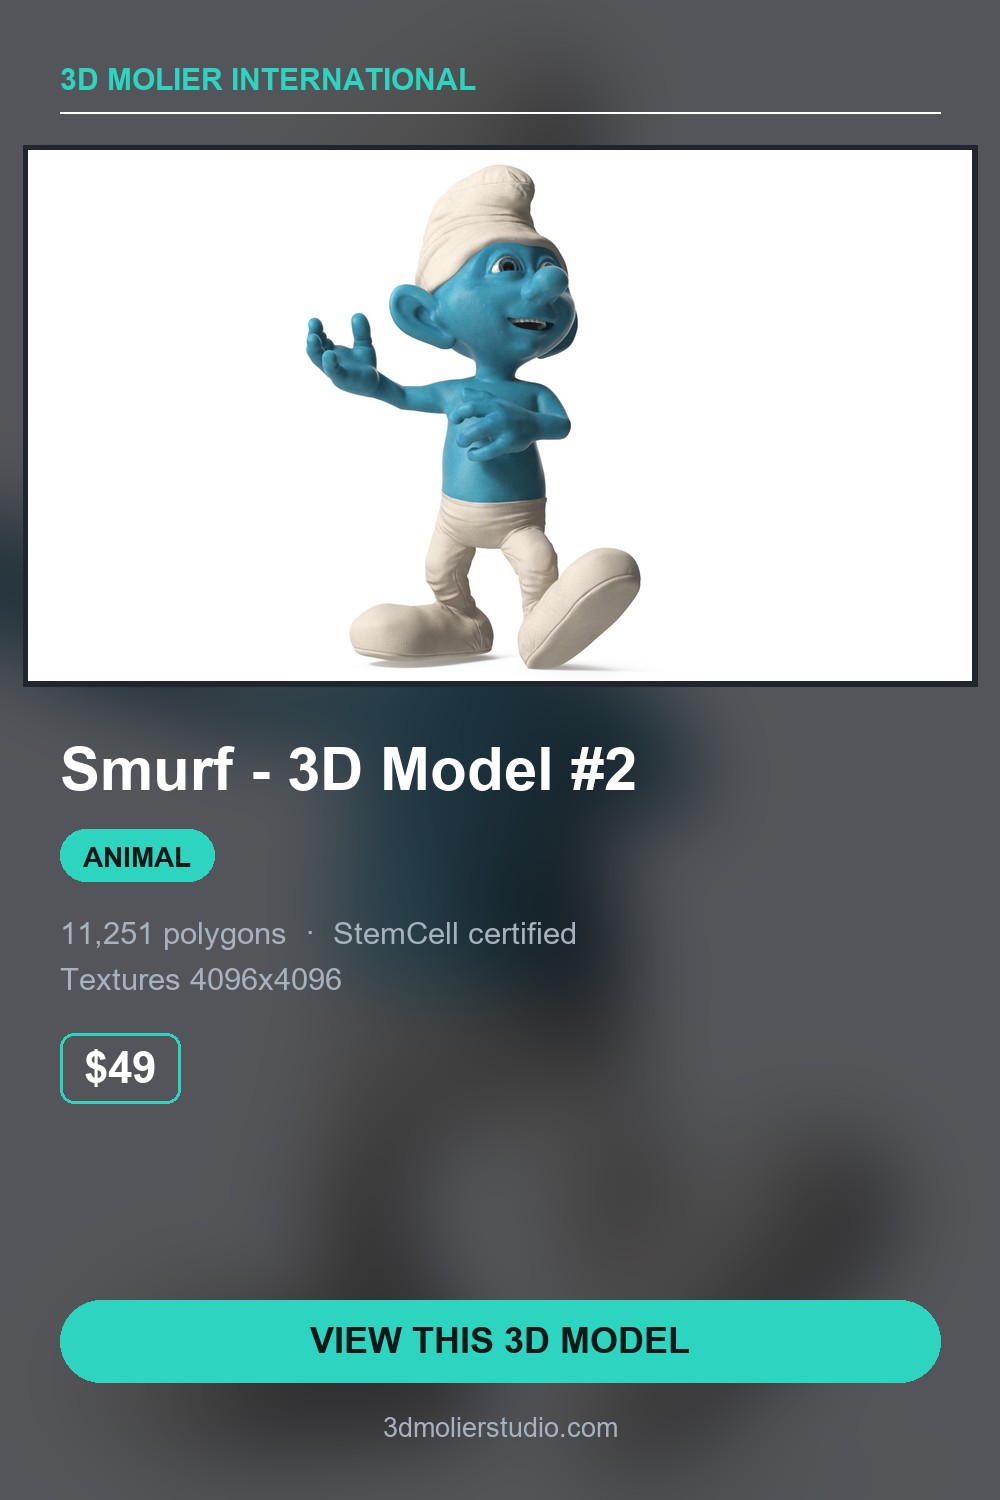 3D MOLIER INTERNATIONAL
Smurf - 3D Model #2
ANIMAL
11,251 polygons · StemCell certified
Textures 4096x4096
$49
VIEW THIS 3D MODEL
3dmolierstudio.com